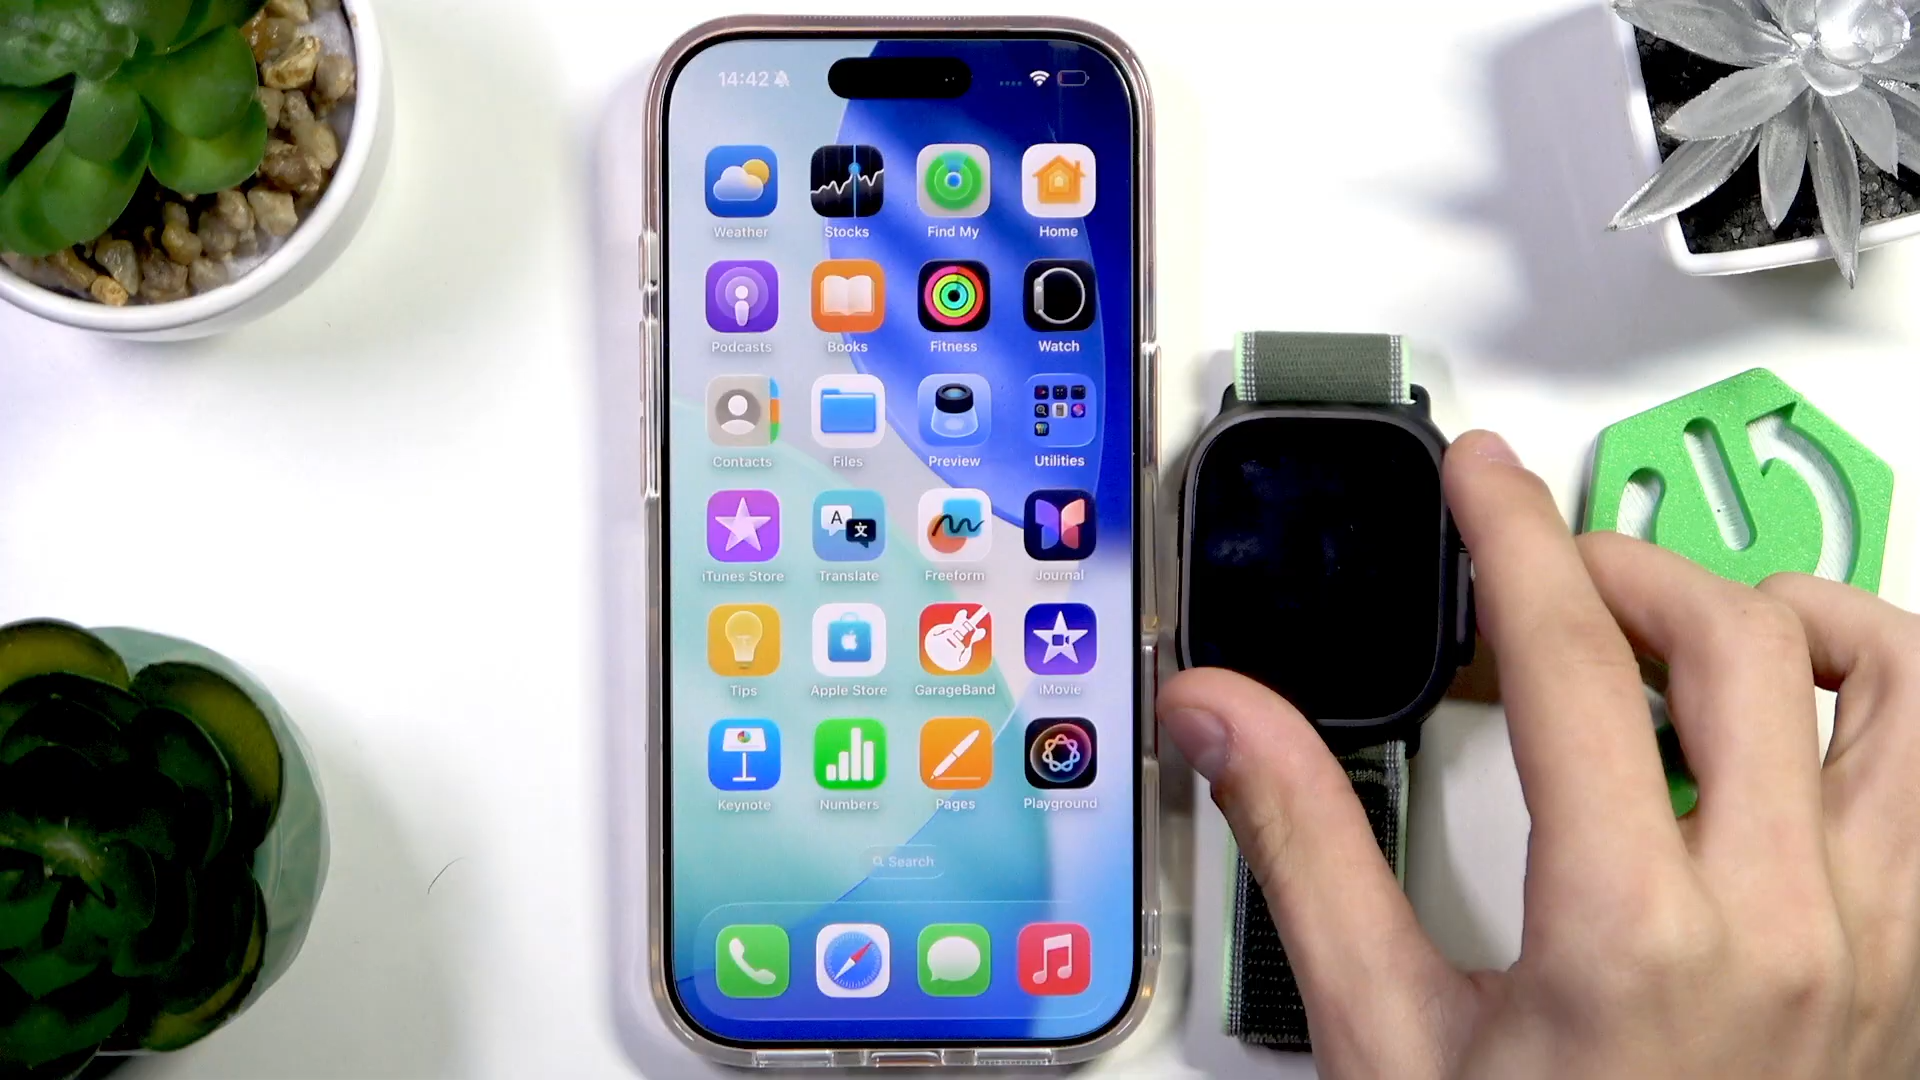 14:42
Weather Stocks Find My Home
Podcasts Books Fitness Watch
Contacts Files Preview Utilities
A 文
iTunes Store Translate Freeform Journal
Tips Apple Store GarageBand iMovie
Keynote Numbers Pages Playground
Search